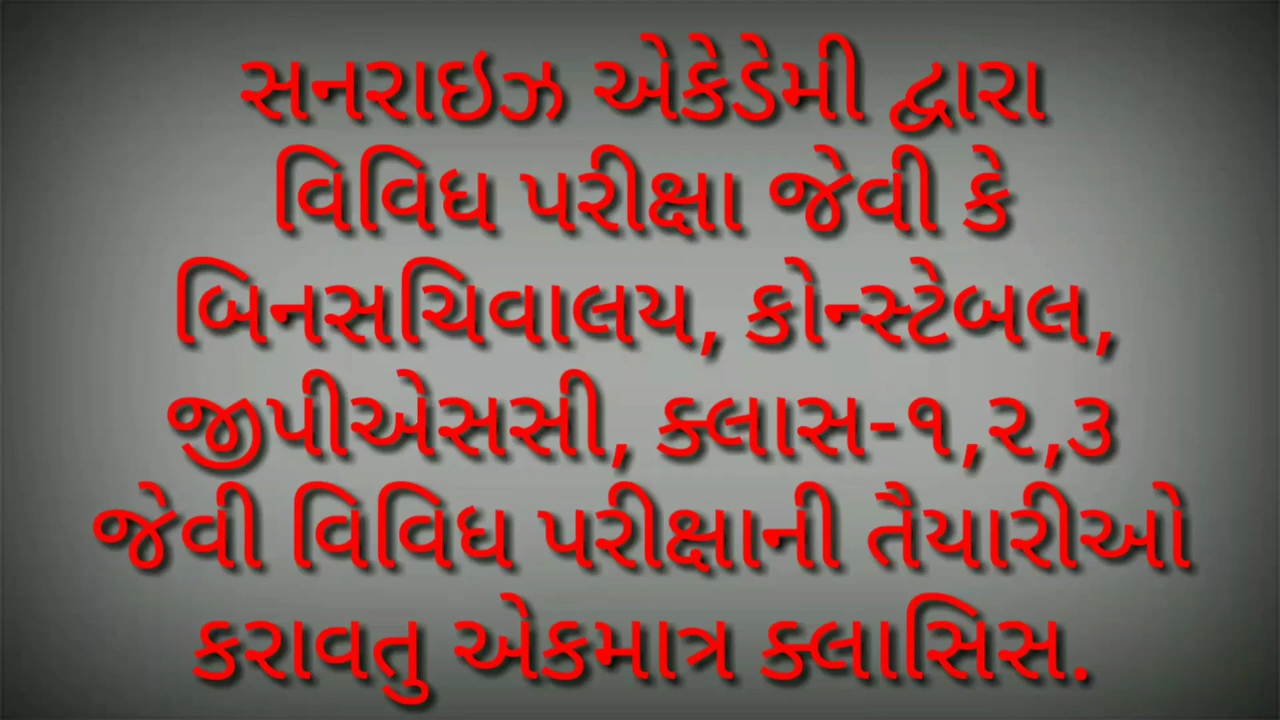 સનરાઇઝ એકેડેમી દ્વારા
વિવિધ પરીક્ષા જેવી કે
બિનસચિવાલય, કોન્સ્ટેબલ,
જીપીએસસી, ક્લાસ-૧,૨,૩
જેવી વિવિધ પરીક્ષાની તૈયારીઓ
કરાવતુ એકમાત્ર ક્લાસિસ.